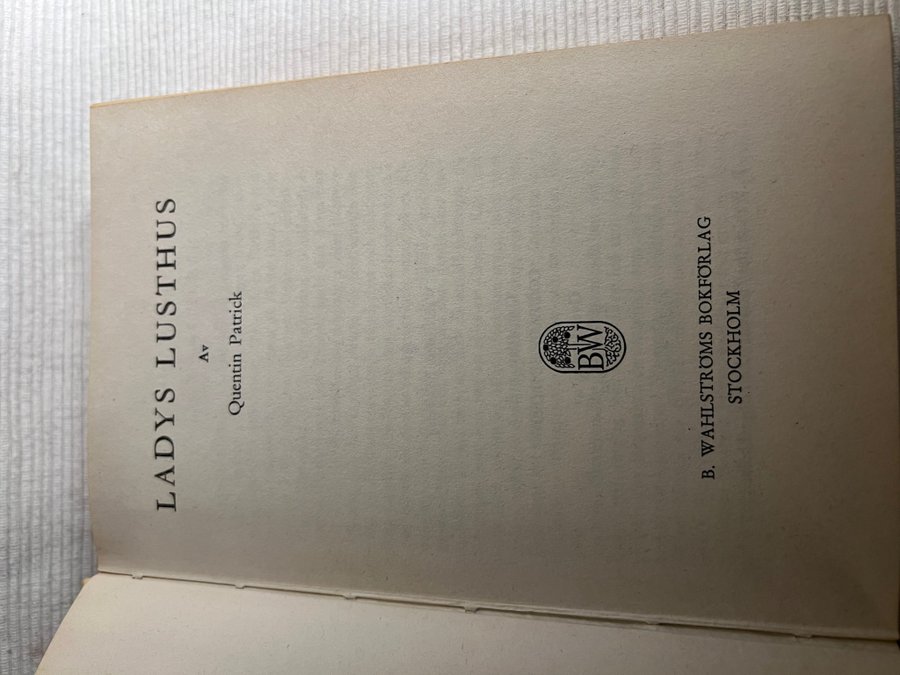 LADYS LUSTHUS
Av
Quentin Patrick
BW
B. WAHLSTRÖMS BOKFÖRLAG
STOCKHOLM